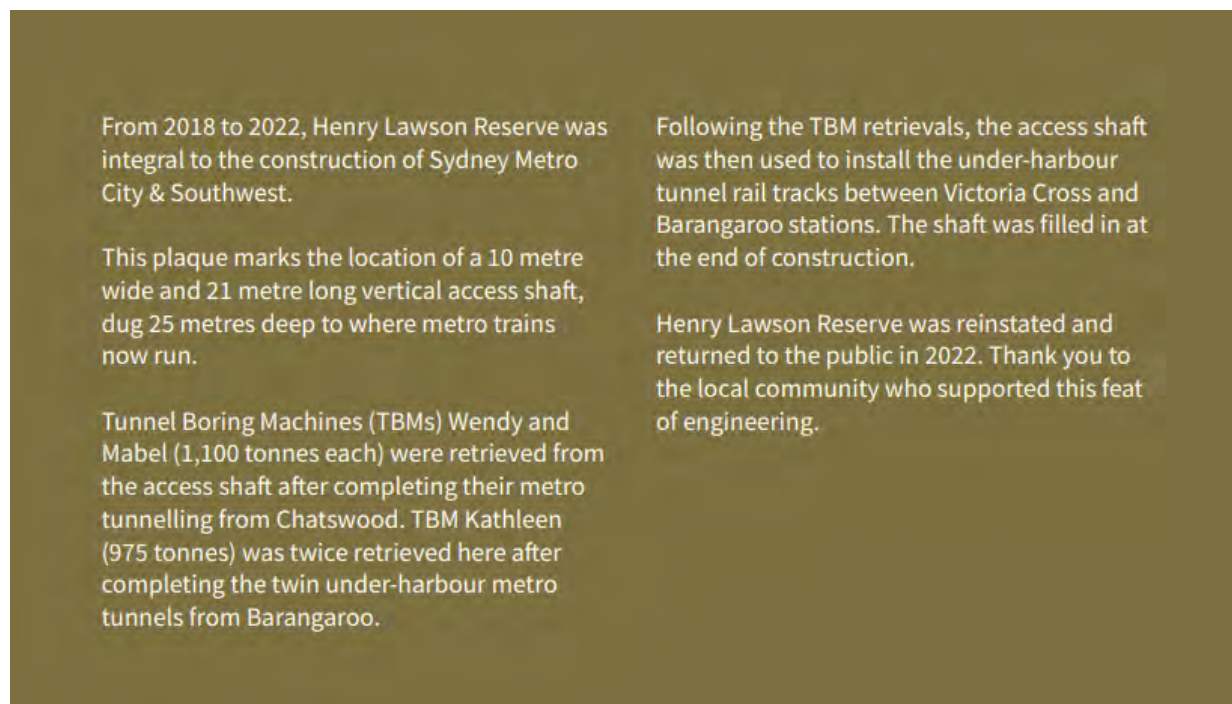 From 2018 to 2022, Henry Lawson Reserve was
integral to the construction of Sydney Metro
City & Southwest.
This plaque marks the location of a 10 metre
wide and 21 metre long vertical access shaft,
dug 25 metres deep to where metro trains
now run.
Tunnel Boring Machines (TBMs) Wendy and
Mabel (1,100 tonnes each) were retrieved from
the access shaft after completing their metro
tunnelling from Chatswood. TBM Kathleen
(975 tonnes) was twice retrieved here after
completing the twin under-harbour metro
tunnels from Barangaroo.
Following the TBM retrievals, the access shaft
was then used to install the under-harbour
tunnel rail tracks between Victoria Cross and
Barangaroo stations. The shaft was filled in at
the end of construction.
Henry Lawson Reserve was reinstated and
returned to the public in 2022. Thank you to
the local community who supported this feat
of engineering.